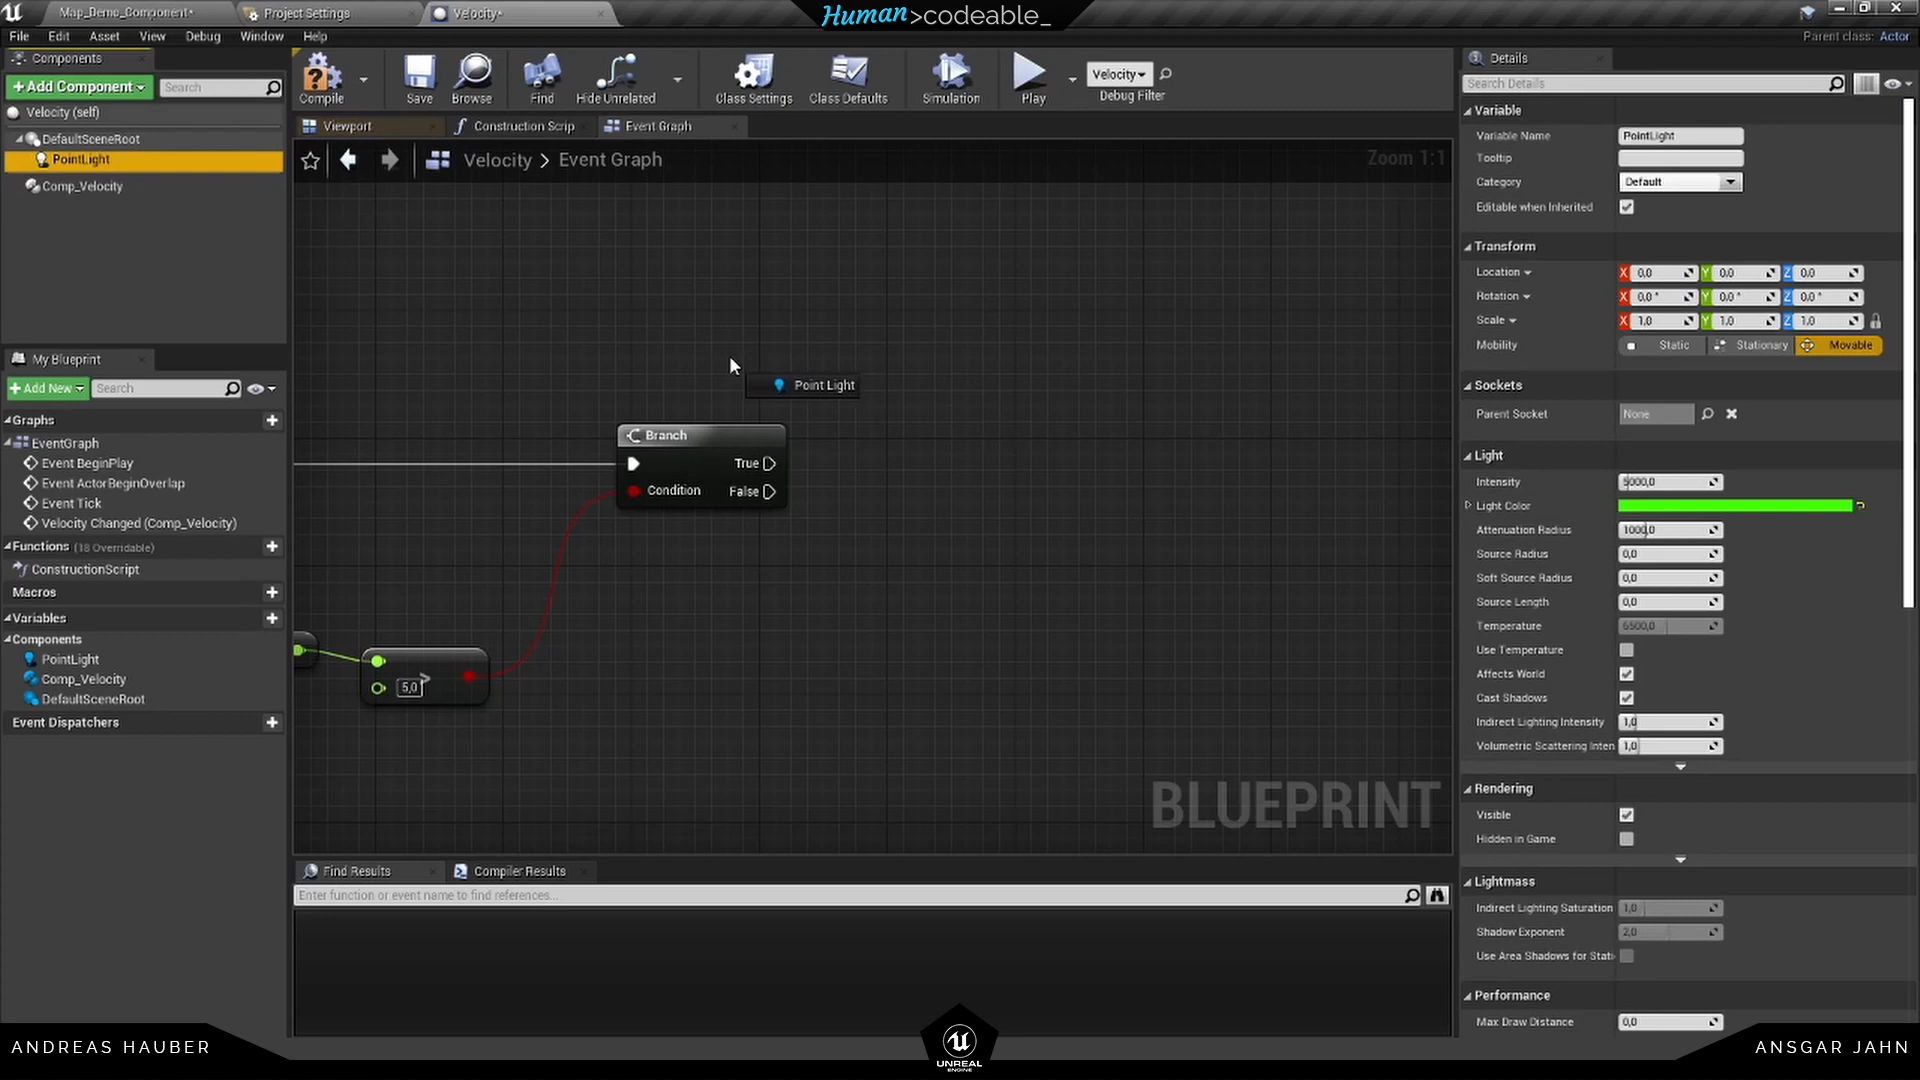 Map_Demo_Component*
Project Settings
Velocity*
Human>codeable_
File Edit Asset View Debug Window Help
Parent class: Actor
Components
+Add Component
Search
Velocity (self)
DefaultSceneRoot
PointLight
Comp_Velocity
Compile
Save
Browse
Find
Hide Unrelated
Class Settings
Class Defaults
Simulation
Play
Velocity
Debug Filter
Viewport
Construction Scrip
Event Graph
Velocity > Event Graph
Zoom 1:1
Point Light
Branch
True
Condition
False
5,0
>
BLUEPRINT
My Blueprint
+Add New
Search
Graphs
EventGraph
Event BeginPlay
Event ActorBeginOverlap
Event Tick
Velocity Changed (Comp_Velocity)
Functions (18 Overridable)
ConstructionScript
Macros
Variables
Components
PointLight
Comp_Velocity
DefaultSceneRoot
Event Dispatchers
Find Results
Compiler Results
Enter function or event name to find references...
Details
Search Details
Variable
Variable Name PointLight
Tooltip
Category Default
Editable when Inherited
Transform
Location X 0,0 Y 0,0 Z 0,0
Rotation X 0,0 ° Y 0,0 ° Z 0,0 °
Scale X 1,0 Y 1,0 Z 1,0
Mobility Static Stationary Movable
Sockets
Parent Socket None
Light
Intensity 5000,0
Light Color
Attenuation Radius 1000,0
Source Radius 0,0
Soft Source Radius 0,0
Source Length 0,0
Temperature 6500,0
Use Temperature
Affects World
Cast Shadows
Indirect Lighting Intensity 1,0
Volumetric Scattering Inten 1,0
Rendering
Visible
Hidden in Game
Lightmass
Indirect Lighting Saturation 1,0
Shadow Exponent 2,0
Use Area Shadows for Stati
Performance
Max Draw Distance 0,0
ANDREAS HAUBER
UNREAL
ENGINE
ANSGAR JAHN